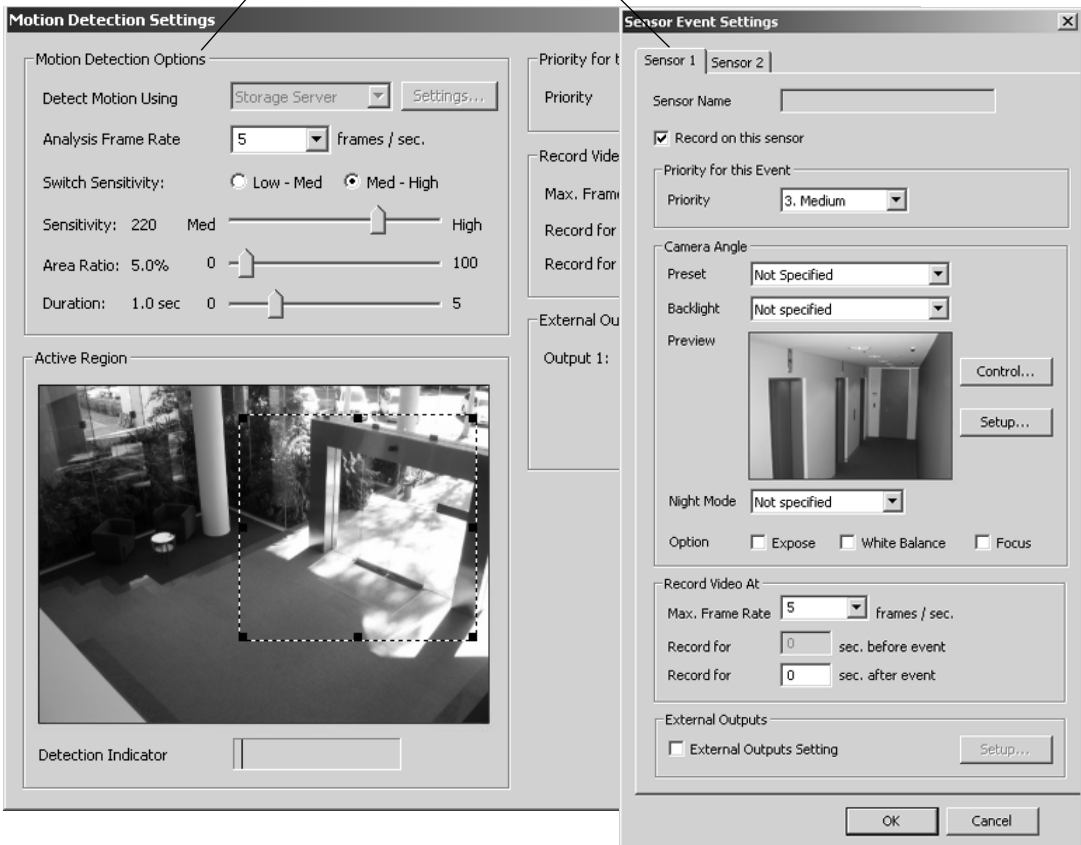 Motion Detection Settings
Motion Detection Options
Detect Motion Using Storage Server Settings...
Analysis Frame Rate 5 frames / sec.
Switch Sensitivity: Low - Med Med - High
Sensitivity: 220 Med High
Area Ratio: 5.0% 0 100
Duration: 1.0 sec 0 5
Active Region
Detection Indicator
Priority for t
Priority
Record Vide
Max. Fram
Record for
Record for
External Ou
Output 1:
Sensor Event Settings
Sensor 1 Sensor 2
Sensor Name
Record on this sensor
Priority for this Event
Priority 3. Medium
Camera Angle
Preset Not Specified
Backlight Not specified
Preview
Control...
Setup...
Night Mode Not specified
Option Expose White Balance Focus
Record Video At
Max. Frame Rate 5 frames / sec.
Record for 0 sec. before event
Record for 0 sec. after event
External Outputs
External Outputs Setting Setup...
OK Cancel